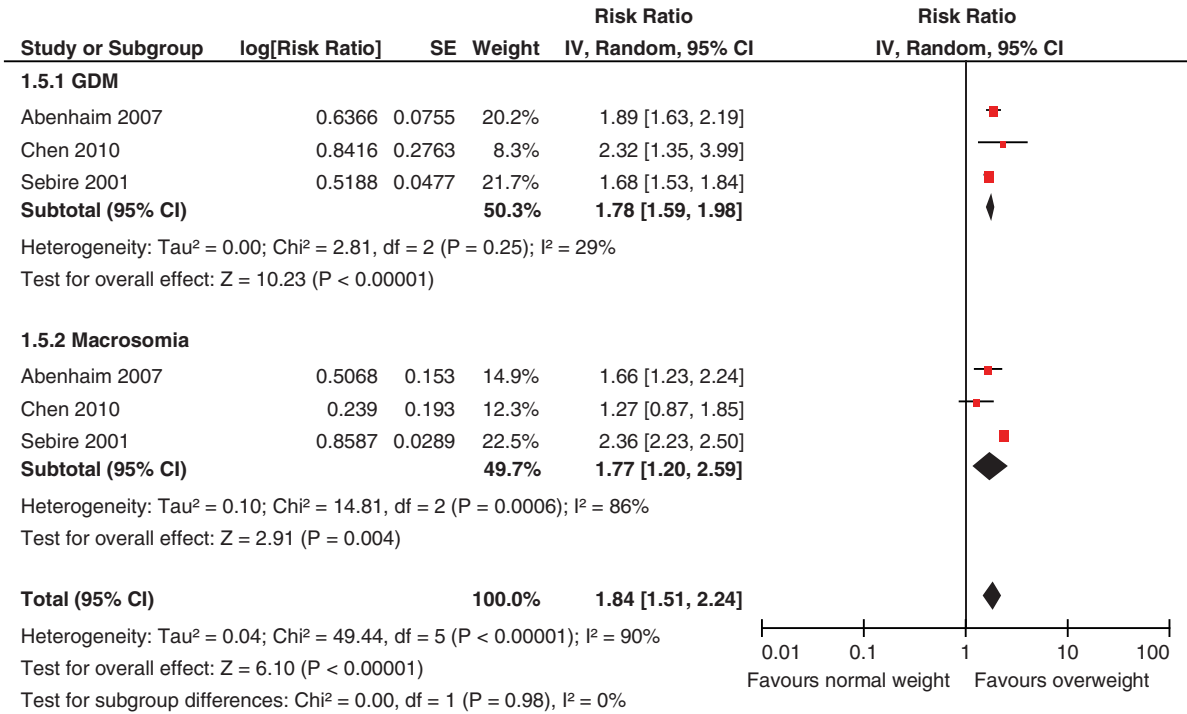 Risk Ratio Risk Ratio
Study or Subgroup log[Risk Ratio] SE Weight IV, Random, 95% CI IV, Random, 95% CI
1.5.1 GDM
Abenhaim 2007 0.6366 0.0755 20.2% 1.89 [1.63, 2.19]
Chen 2010 0.8416 0.2763 8.3% 2.32 [1.35, 3.99]
Sebire 2001 0.5188 0.0477 21.7% 1.68 [1.53, 1.84]
Subtotal (95% CI) 50.3% 1.78 [1.59, 1.98]
Heterogeneity: Tau² = 0.00; Chi² = 2.81, df = 2 (P = 0.25); I² = 29%
Test for overall effect: Z = 10.23 (P < 0.00001)
1.5.2 Macrosomia
Abenhaim 2007 0.5068 0.153 14.9% 1.66 [1.23, 2.24]
Chen 2010 0.239 0.193 12.3% 1.27 [0.87, 1.85]
Sebire 2001 0.8587 0.0289 22.5% 2.36 [2.23, 2.50]
Subtotal (95% CI) 49.7% 1.77 [1.20, 2.59]
Heterogeneity: Tau² = 0.10; Chi² = 14.81, df = 2 (P = 0.0006); I² = 86%
Test for overall effect: Z = 2.91 (P = 0.004)
Total (95% CI) 100.0% 1.84 [1.51, 2.24]
Heterogeneity: Tau² = 0.04; Chi² = 49.44, df = 5 (P < 0.00001); I² = 90%
Test for overall effect: Z = 6.10 (P < 0.00001)
Test for subgroup differences: Chi² = 0.00, df = 1 (P = 0.98), I² = 0%
0.01 0.1 1 10 100
Favours normal weight Favours overweight